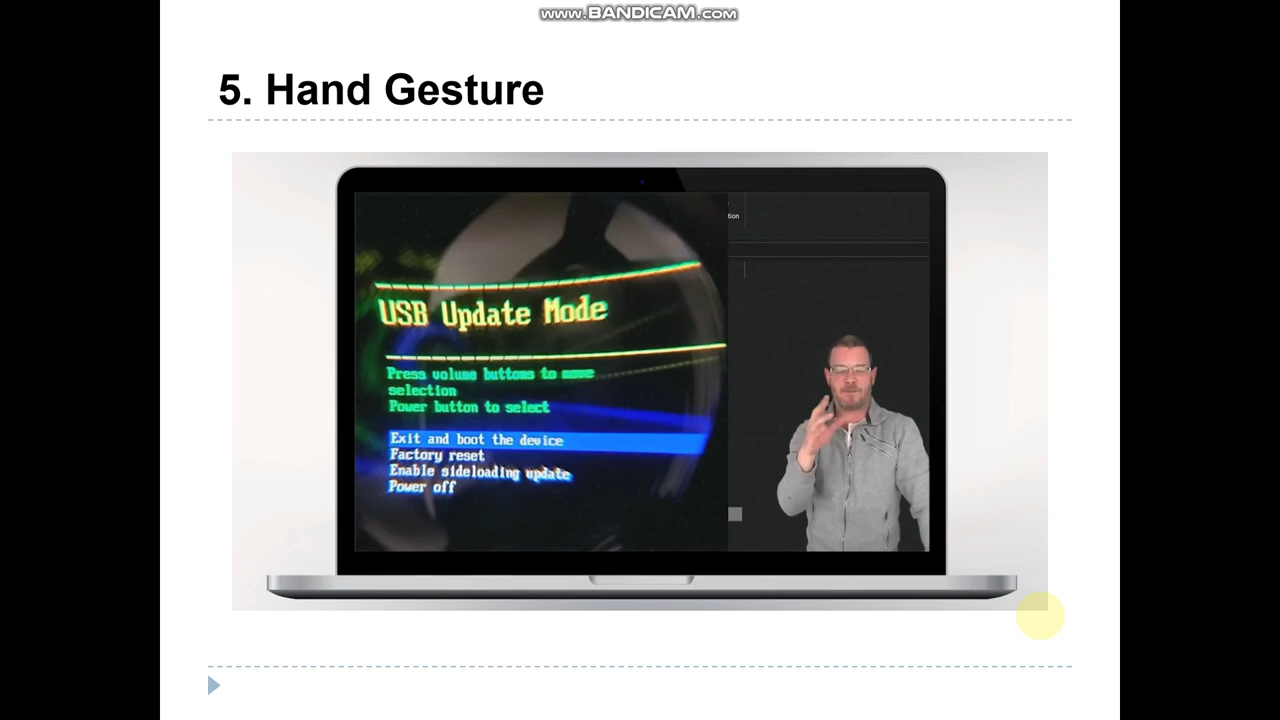 www.BANDICAM.com
5. Hand Gesture
tion
USB Update Mode
Press volume buttons to move
selection
Power button to select
Exit and boot the device
Factory reset
Enable sideloading update
Power off